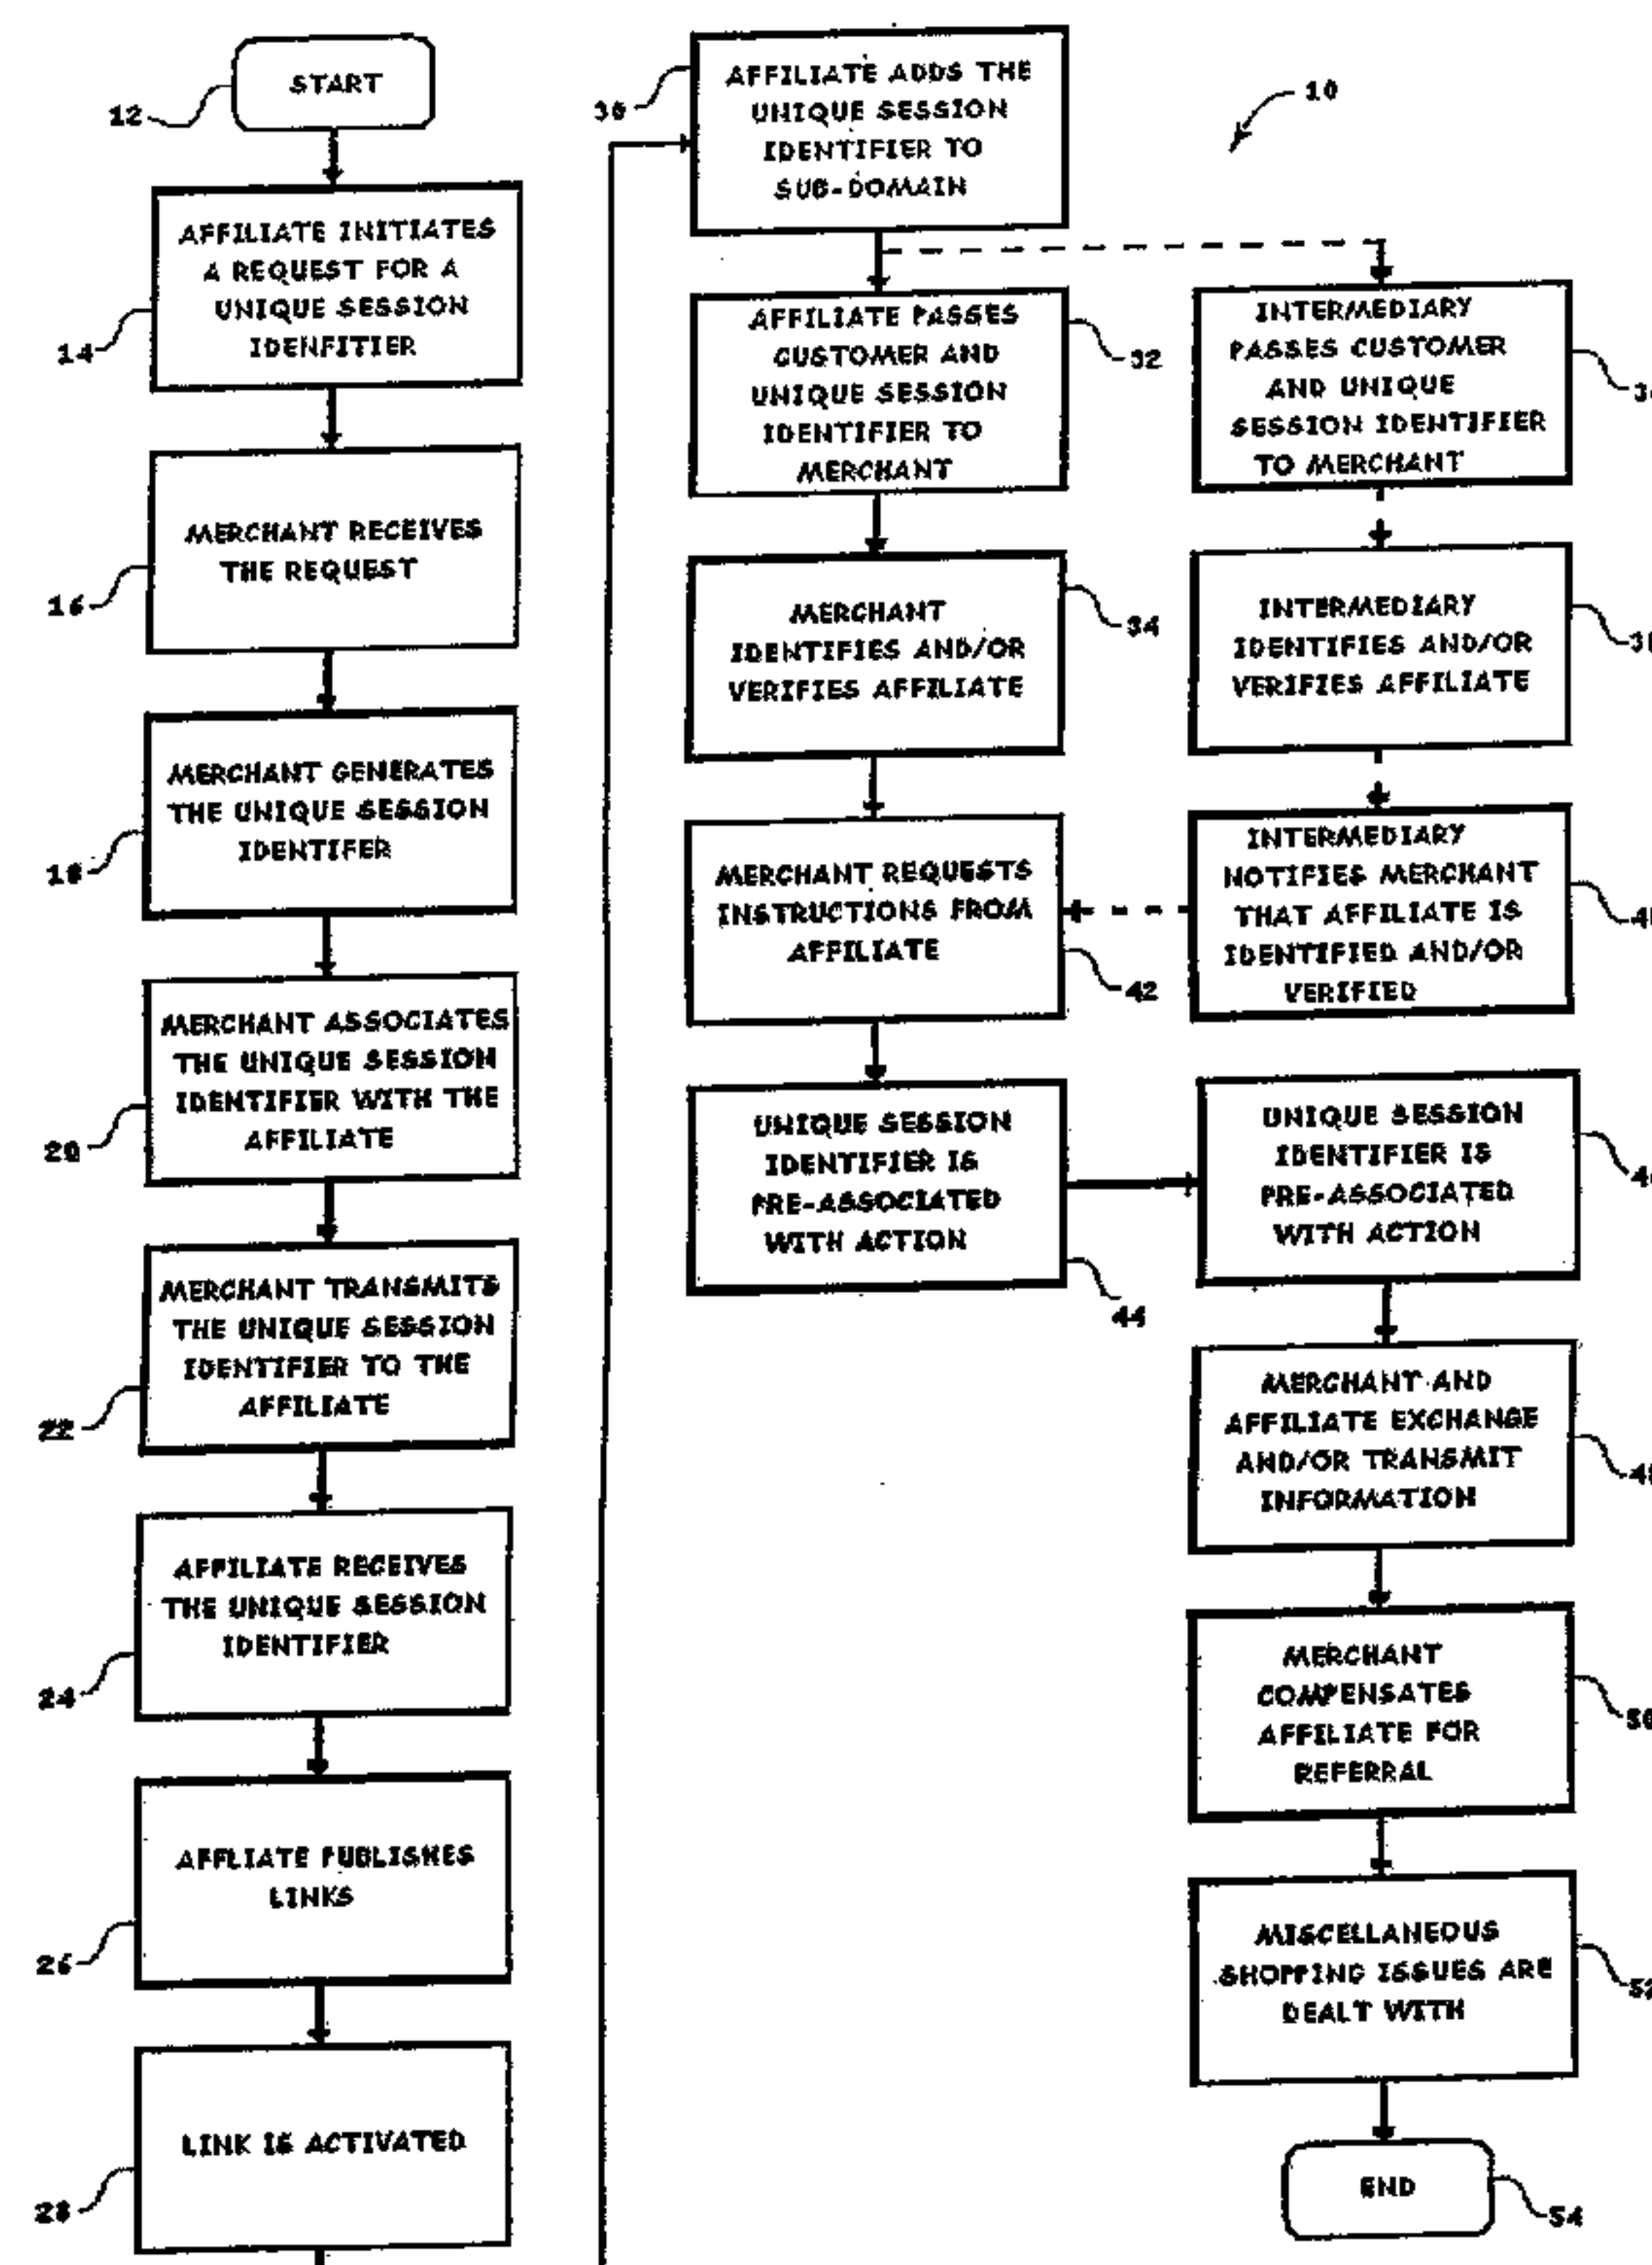 START
12
AFFILIATE INITIATES
A REQUEST FOR A
UNIQUE SESSION
IDENFITIER
14
MERCHANT RECEIVES
THE REQUEST
16
MERCHANT GENERATES
THE UNIQUE SESSION
IDENTIFER
18
MERCHANT ASSOCIATES
THE UNIQUE SESSION
IDENTIFIER WITH THE
AFFILIATE
20
MERCHANT TRANSMITS
THE UNIQUE SESSION
IDENTIFIER TO THE
AFFILIATE
22
AFFILIATE RECEIVES
THE UNIQUE SESSION
IDENTIFIER
24
AFFLIATE PUBLISHES
LINKS
26
LINK IS ACTIVATED
28
AFFILIATE ADDS THE
UNIQUE SESSION
IDENTIFIER TO
SUB-DOMAIN
30
10
AFFILIATE PASSES
CUSTOMER AND
UNIQUE SESSION
IDENTIFIER TO
MERCHANT
32
MERCHANT
IDENTIFIES AND/OR
VERIFIES AFFILIATE
34
MERCHANT REQUESTS
INSTRUCTIONS FROM
AFFILIATE
42
UNIQUE SESSION
IDENTIFIER IS
PRE-ASSOCIATED
WITH ACTION
44
INTERMEDIARY
PASSES CUSTOMER
AND UNIQUE
SESSION IDENTIFIER
TO MERCHANT
INTERMEDIARY
IDENTIFIES AND/OR
VERIFIES AFFILIATE
INTERMEDIARY
NOTIFIES MERCHANT
THAT AFFILIATE IS
IDENTIFIED AND/OR
VERIFIED
UNIQUE SESSION
IDENTIFIER IS
PRE-ASSOCIATED
WITH ACTION
MERCHANT AND
AFFILIATE EXCHANGE
AND/OR TRANSMIT
INFORMATION
MERCHANT
COMPENSATES
AFFILIATE FOR
REFERRAL
50
MISCELLANEOUS
SHOPPING ISSUES ARE
DEALT WITH
52
END
54